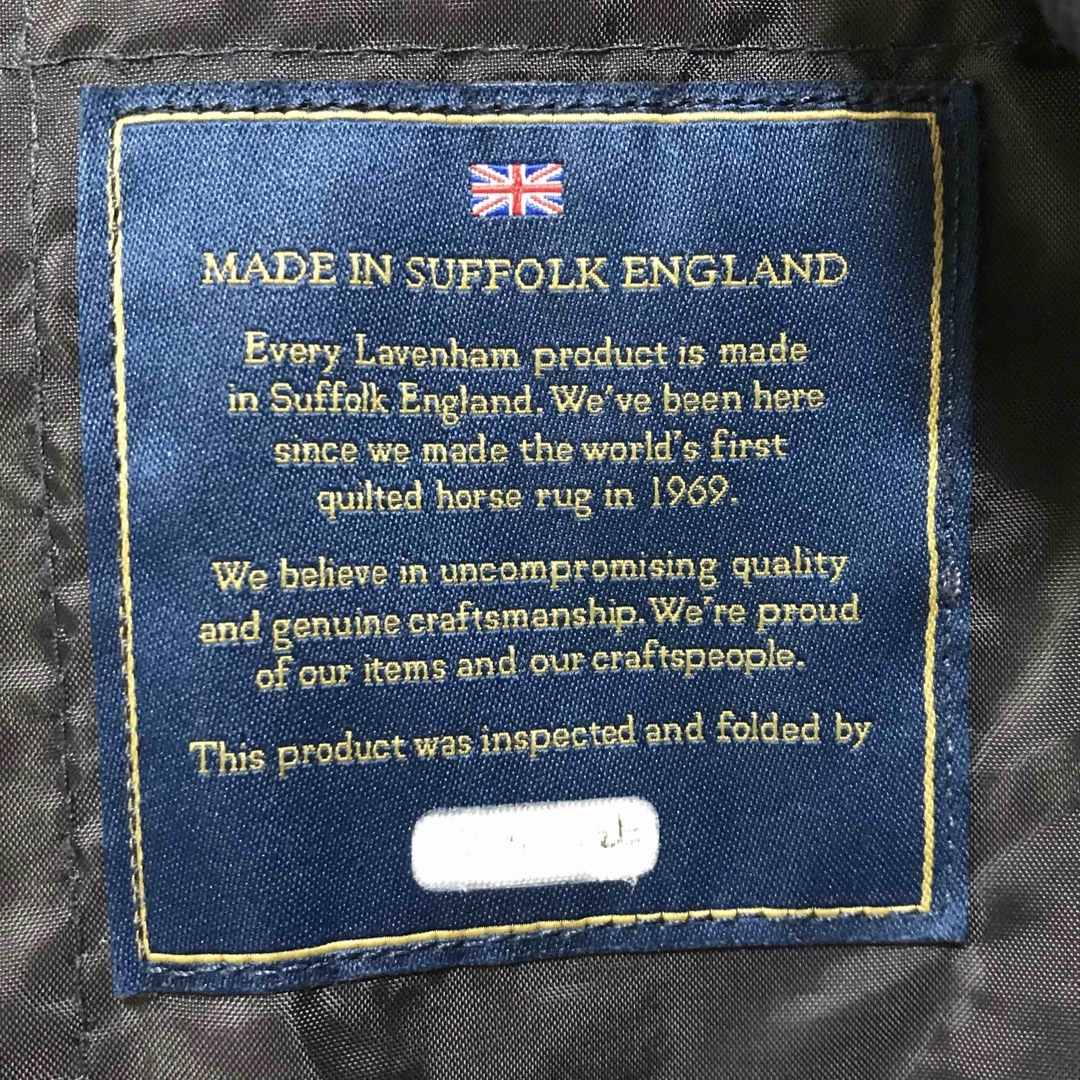 MADE IN SUFFOLK ENGLAND
Every Lavenham product is made
in Suffolk England. We've been here
since we made the world's first
quilted horse rug in 1969.
We believe in uncompromising quality
and genuine craftsmanship. We're proud
of our items and our craftspeople.
This product was inspected and folded by